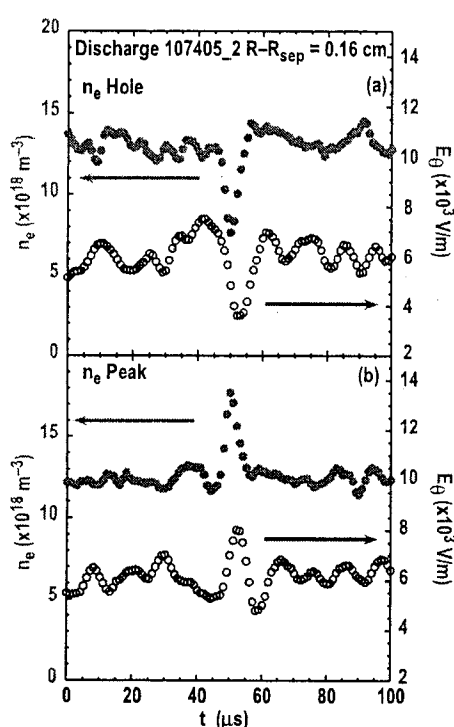 Discharge 107405_2 R–R_sep = 0.16 cm
n_e Hole
(a)
20
15
10
5
0
n_e (x10^18 m^−3)
14
12
10
8
6
4
2
E_θ (x10^3 V/m)
n_e Peak
(b)
15
10
5
0
n_e (x10^18 m^−3)
14
12
10
8
6
4
2
E_θ (x10^3 V/m)
0 20 40 60 80 100
t (μs)